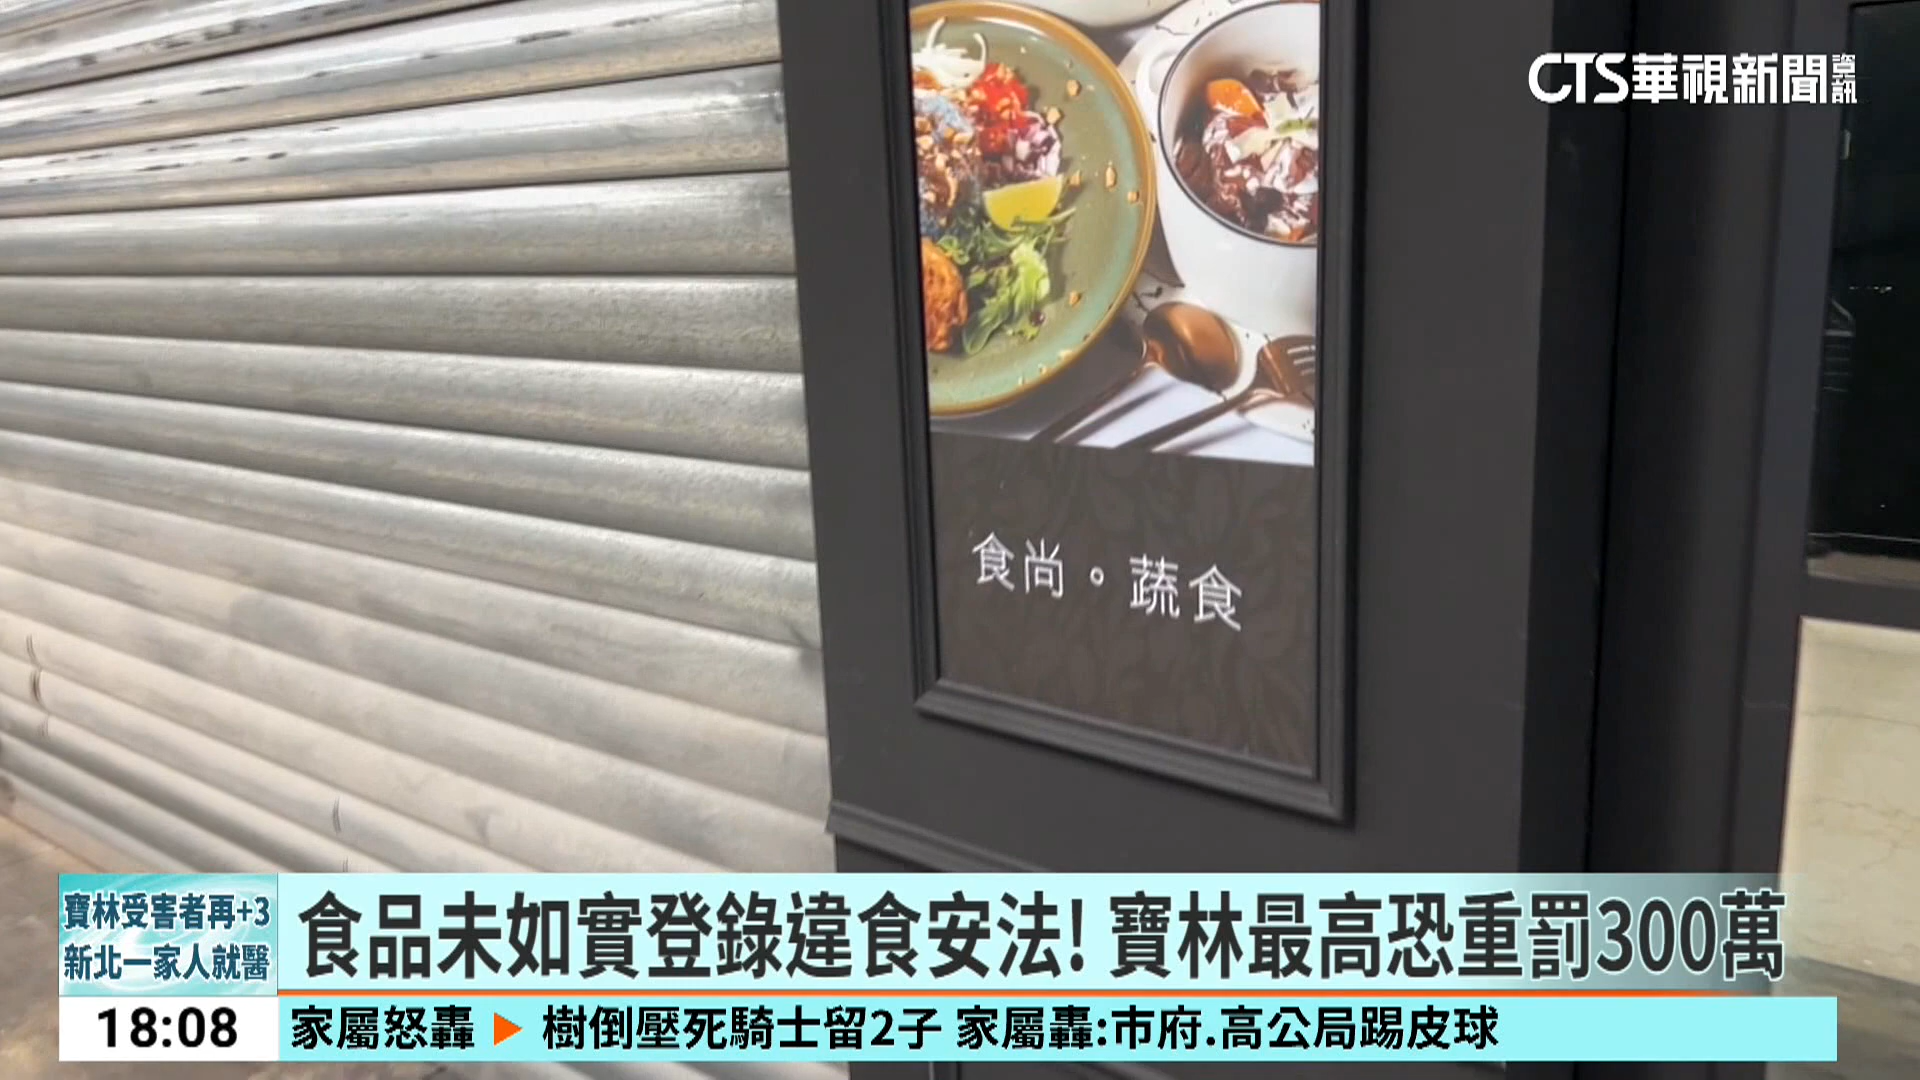 CTS華視新聞資訊
食尚。蔬食
寶林受害者再+3
新北一家人就醫
食品未如實登錄違食安法! 寶林最高恐重罰300萬
18:08
家屬怒轟▶樹倒壓死騎士留2子 家屬轟:市府.高公局踢皮球